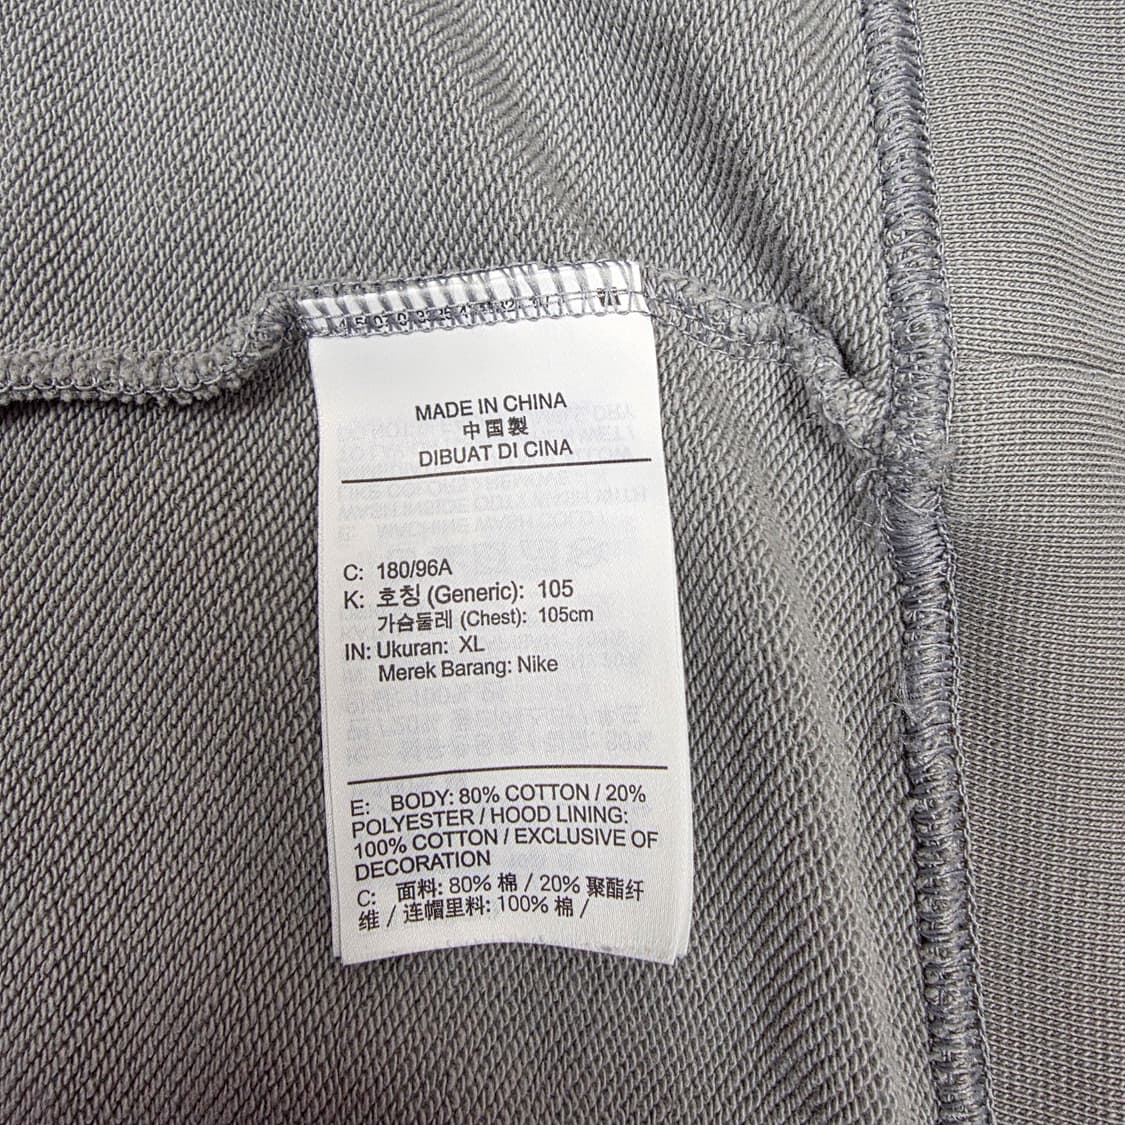 MADE IN CHINA
中国製
DIBUAT DI CINA
C: 180/96A
K: 호칭 (Generic): 105
가슴둘레 (Chest): 105cm
IN: Ukuran: XL
Merek Barang: Nike
E: BODY: 80% COTTON / 20%
POLYESTER / HOOD LINING:
100% COTTON / EXCLUSIVE OF
DECORATION
C: 面料: 80% 棉 / 20% 聚酯纤
维 / 连帽里料: 100% 棉 /